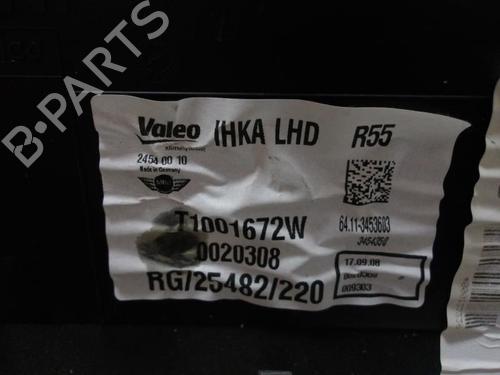 B-PARTS
Valeo IHKA LHD R55
2454 00 10
Made in Germany
MINI
T1001672W
64.11-3453603
0020308
17.09.08
RG/25482/220
009303